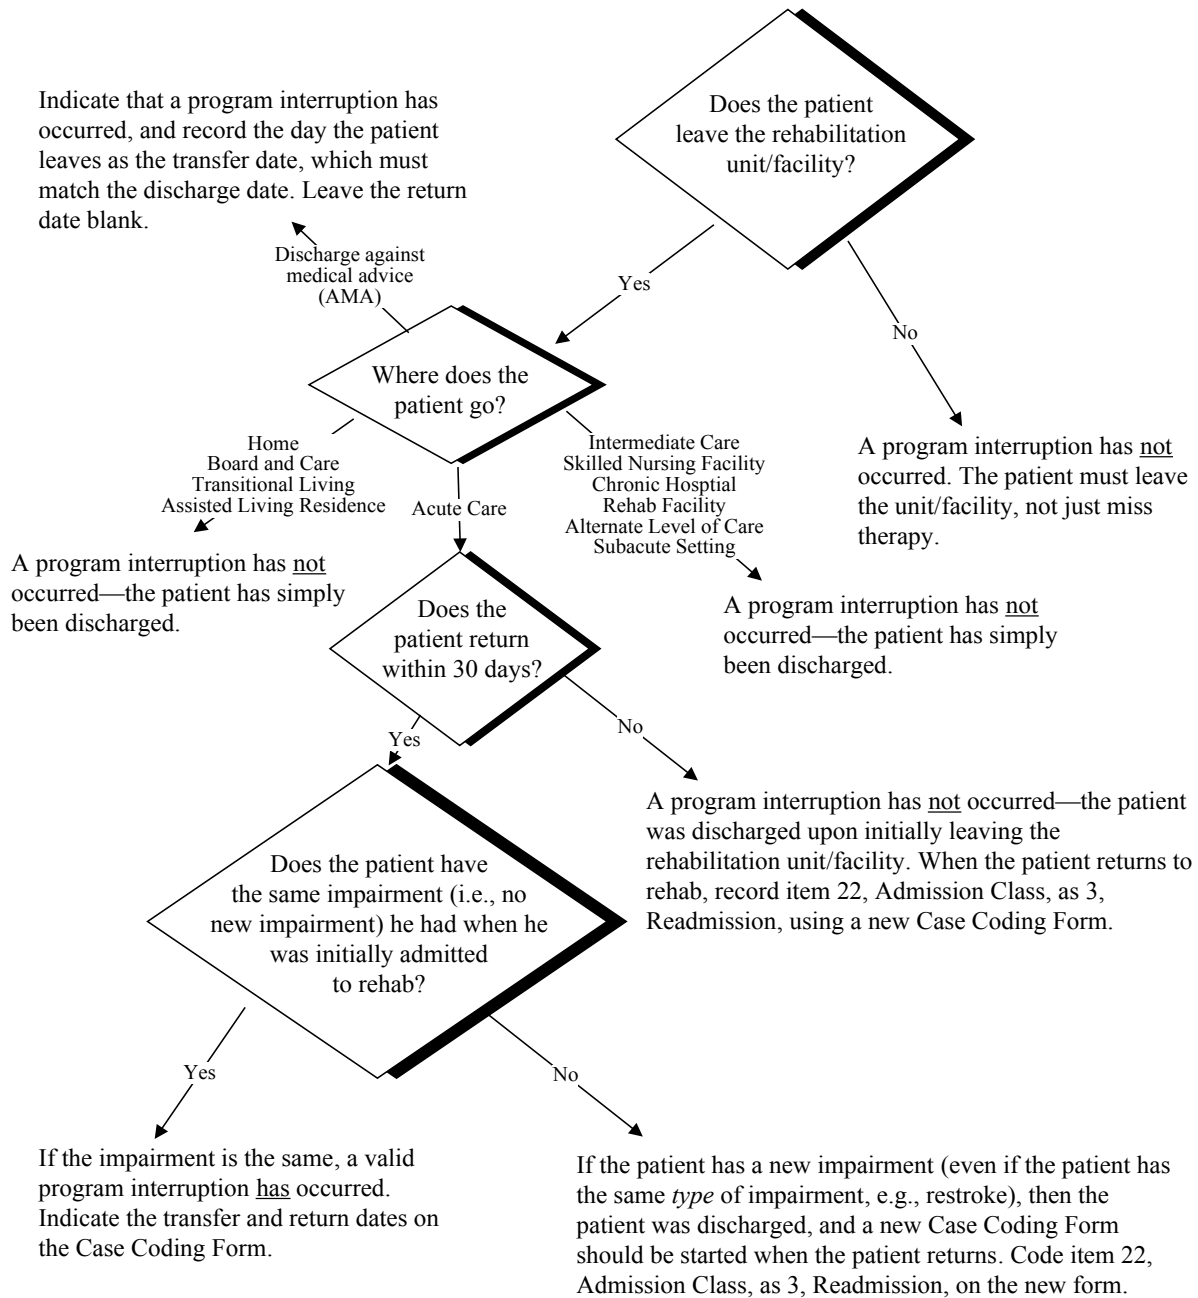 Does the patient
leave the rehabilitation
unit/facility?
Indicate that a program interruption has
occurred, and record the day the patient
leaves as the transfer date, which must
match the discharge date. Leave the return
date blank.
Discharge against
medical advice
(AMA)
Yes
No
Where does the
patient go?
Home
Board and Care
Transitional Living
Assisted Living Residence
Acute Care
Intermediate Care
Skilled Nursing Facility
Chronic Hosptial
Rehab Facility
Alternate Level of Care
Subacute Setting
A program interruption has not
occurred. The patient must leave
the unit/facility, not just miss
therapy.
A program interruption has not
occurred—the patient has simply
been discharged.
Does the
patient return
within 30 days?
A program interruption has not
occurred—the patient has simply
been discharged.
Yes
No
Does the patient have
the same impairment (i.e., no
new impairment) he had when he
was initially admitted
to rehab?
A program interruption has not occurred—the patient
was discharged upon initially leaving the
rehabilitation unit/facility. When the patient returns to
rehab, record item 22, Admission Class, as 3,
Readmission, using a new Case Coding Form.
Yes
No
If the impairment is the same, a valid
program interruption has occurred.
Indicate the transfer and return dates on
the Case Coding Form.
If the patient has a new impairment (even if the patient has
the same type of impairment, e.g., restroke), then the
patient was discharged, and a new Case Coding Form
should be started when the patient returns. Code item 22,
Admission Class, as 3, Readmission, on the new form.